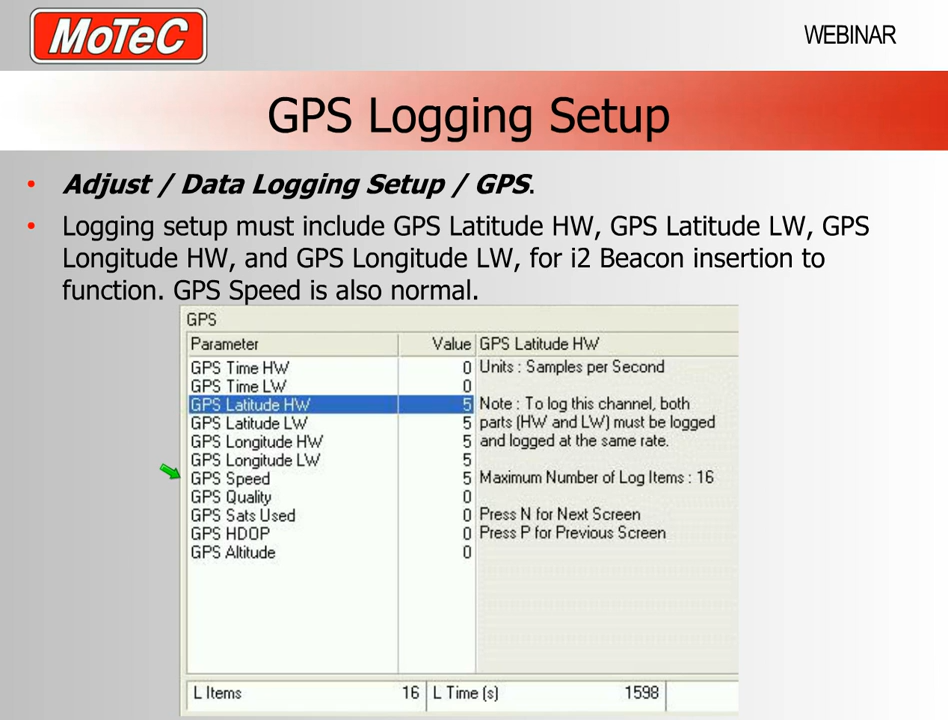 MoTeC
WEBINAR
GPS Logging Setup
• Adjust / Data Logging Setup / GPS.
• Logging setup must include GPS Latitude HW, GPS Latitude LW, GPS
Longitude HW, and GPS Longitude LW, for i2 Beacon insertion to
function. GPS Speed is also normal.
GPS
Parameter Value GPS Latitude HW
GPS Time HW 0 Units : Samples per Second
GPS Time LW 0
GPS Latitude HW 5 Note : To log this channel, both
GPS Latitude LW 5 parts (HW and LW) must be logged
GPS Longitude HW 5 and logged at the same rate.
GPS Longitude LW 5
GPS Speed 5 Maximum Number of Log Items : 16
GPS Quality 0
GPS Sats Used 0 Press N for Next Screen
GPS HDOP 0 Press P for Previous Screen
GPS Altitude 0
L Items 16 L Time (s) 1598